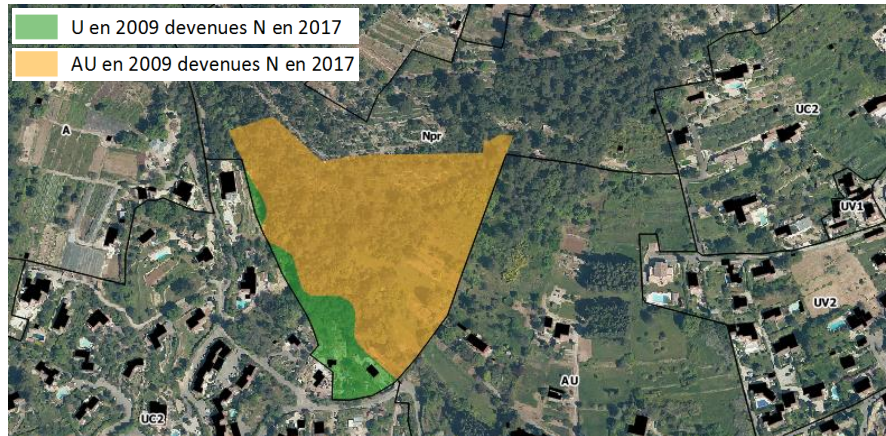 U en 2009 devenues N en 2017
AU en 2009 devenues N en 2017
UC2
A
Npr
UV1
UV2
AU
UC2